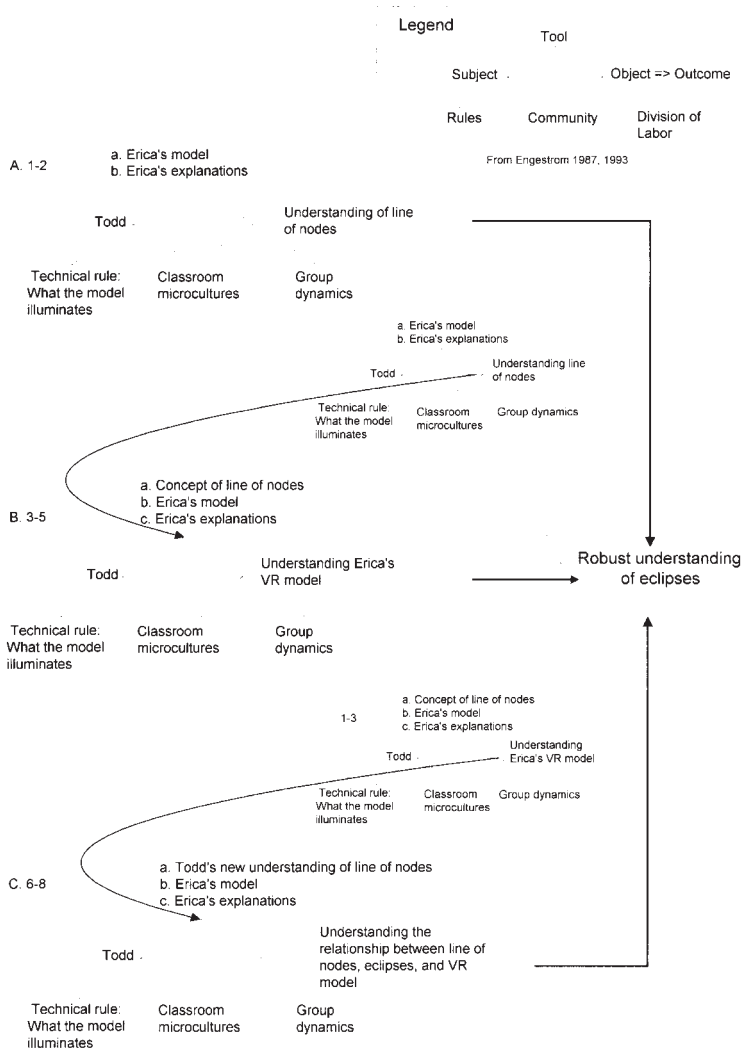 Legend
Tool
Subject
Object => Outcome
Rules
Community
Division of
Labor
From Engestrom 1987, 1993
A. 1-2
a. Erica's model
b. Erica's explanations
Todd
Understanding of line
of nodes
Technical rule:
What the model
illuminates
Classroom
microcultures
Group
dynamics
a. Erica's model
b. Erica's explanations
Todd
Understanding line
of nodes
Technical rule:
What the model
illuminates
Classroom
microcultures
Group dynamics
B. 3-5
a. Concept of line of nodes
b. Erica's model
c. Erica's explanations
Todd
Understanding Erica's
VR model
Robust understanding
of eclipses
Technical rule:
What the model
illuminates
Classroom
microcultures
Group
dynamics
1-3
a. Concept of line of nodes
b. Erica's model
c. Erica's explanations
Todd
Understanding
Erica's VR model
Technical rule:
What the model
illuminates
Classroom
microcultures
Group dynamics
C. 6-8
a. Todd's new understanding of line of nodes
b. Erica's model
c. Erica's explanations
Todd
Understanding the
relationship between line of
nodes, eclipses, and VR
model
Technical rule:
What the model
illuminates
Classroom
microcultures
Group
dynamics